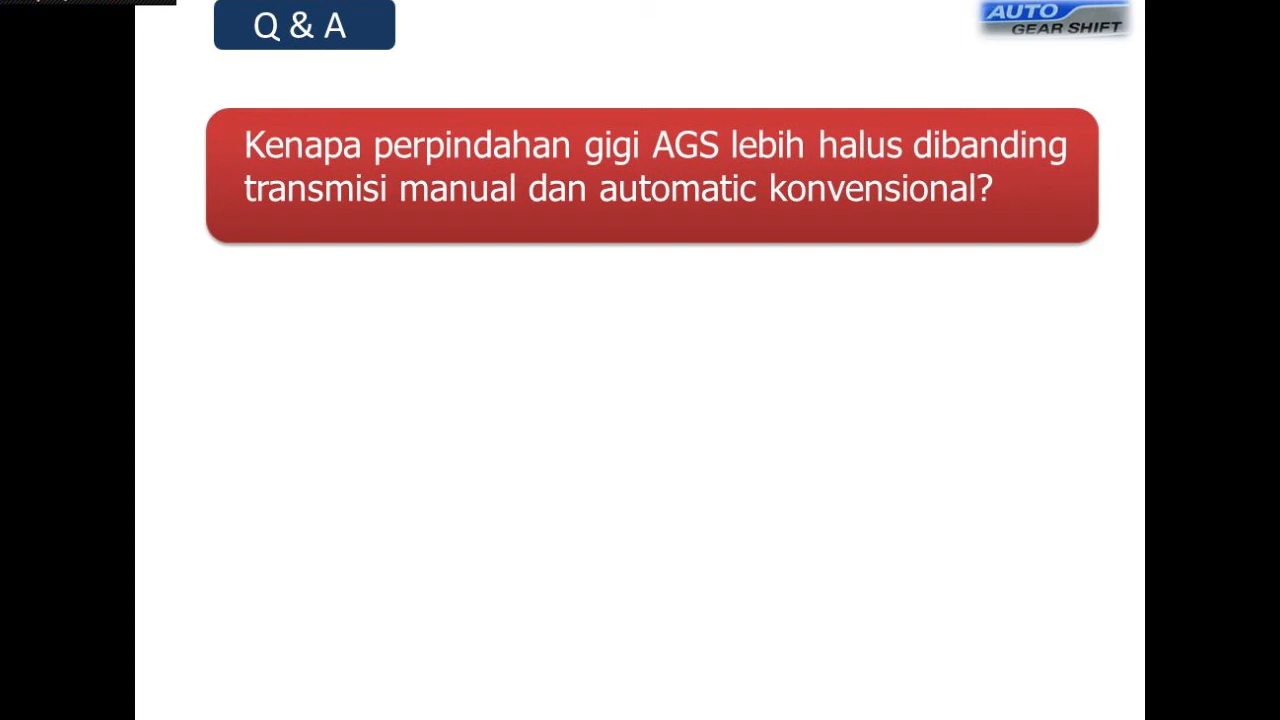 Q & A
AUTO
GEAR SHIFT
Kenapa perpindahan gigi AGS lebih halus dibanding
transmisi manual dan automatic konvensional?